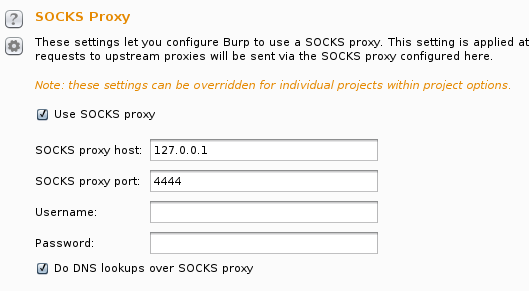 SOCKS Proxy
These settings let you configure Burp to use a SOCKS proxy. This setting is applied at
requests to upstream proxies will be sent via the SOCKS proxy configured here.
Note: these settings can be overridden for individual projects within project options.
Use SOCKS proxy
SOCKS proxy host: 127.0.0.1
SOCKS proxy port: 4444
Username:
Password:
Do DNS lookups over SOCKS proxy